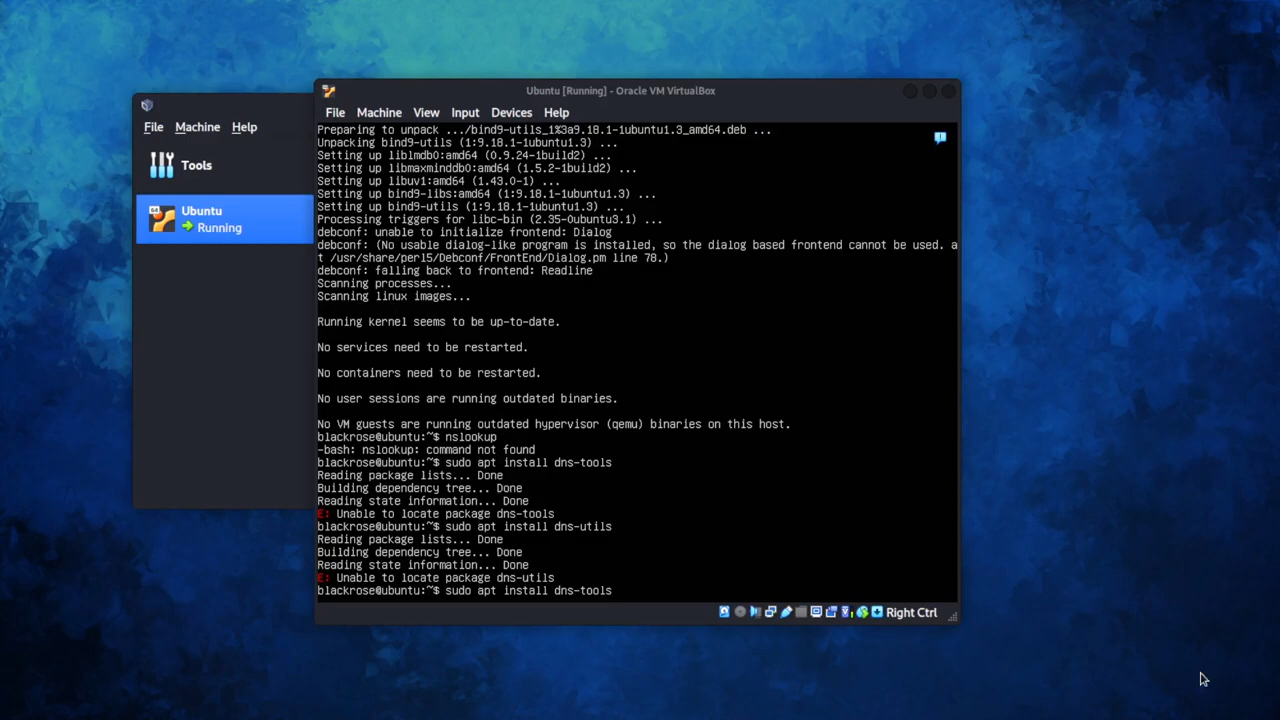 File Machine Help
Tools
Ubuntu
Running
Ubuntu [Running] - Oracle VM VirtualBox
File Machine View Input Devices Help
Preparing to unpack .../bind9-utils_1%3a9.18.1-1ubuntu1.3_amd64.deb ...
Unpacking bind9-utils (1:9.18.1-1ubuntu1.3) ...
Setting up liblmdb0:amd64 (0.9.24-1build2) ...
Setting up libmaxminddb0:amd64 (1.5.2-1build2) ...
Setting up libuv1:amd64 (1.43.0-1) ...
Setting up bind9-libs:amd64 (1:9.18.1-1ubuntu1.3) ...
Setting up bind9-utils (1:9.18.1-1ubuntu1.3) ...
Processing triggers for libc-bin (2.35-0ubuntu3.1) ...
debconf: unable to initialize frontend: Dialog
debconf: (No usable dialog-like program is installed, so the dialog based frontend cannot be used. a
t /usr/share/perl5/Debconf/FrontEnd/Dialog.pm line 78.)
debconf: falling back to frontend: Readline
Scanning processes...
Scanning linux images...
Running kernel seems to be up-to-date.
No services need to be restarted.
No containers need to be restarted.
No user sessions are running outdated binaries.
No VM guests are running outdated hypervisor (qemu) binaries on this host.
blackrose@ubuntu:~$ nslookup
-bash: nslookup: command not found
blackrose@ubuntu:~$ sudo apt install dns-tools
Reading package lists... Done
Building dependency tree... Done
Reading state information... Done
E: Unable to locate package dns-tools
blackrose@ubuntu:~$ sudo apt install dns-utils
Reading package lists... Done
Building dependency tree... Done
Reading state information... Done
E: Unable to locate package dns-utils
blackrose@ubuntu:~$ sudo apt install dns-tools
Right Ctrl